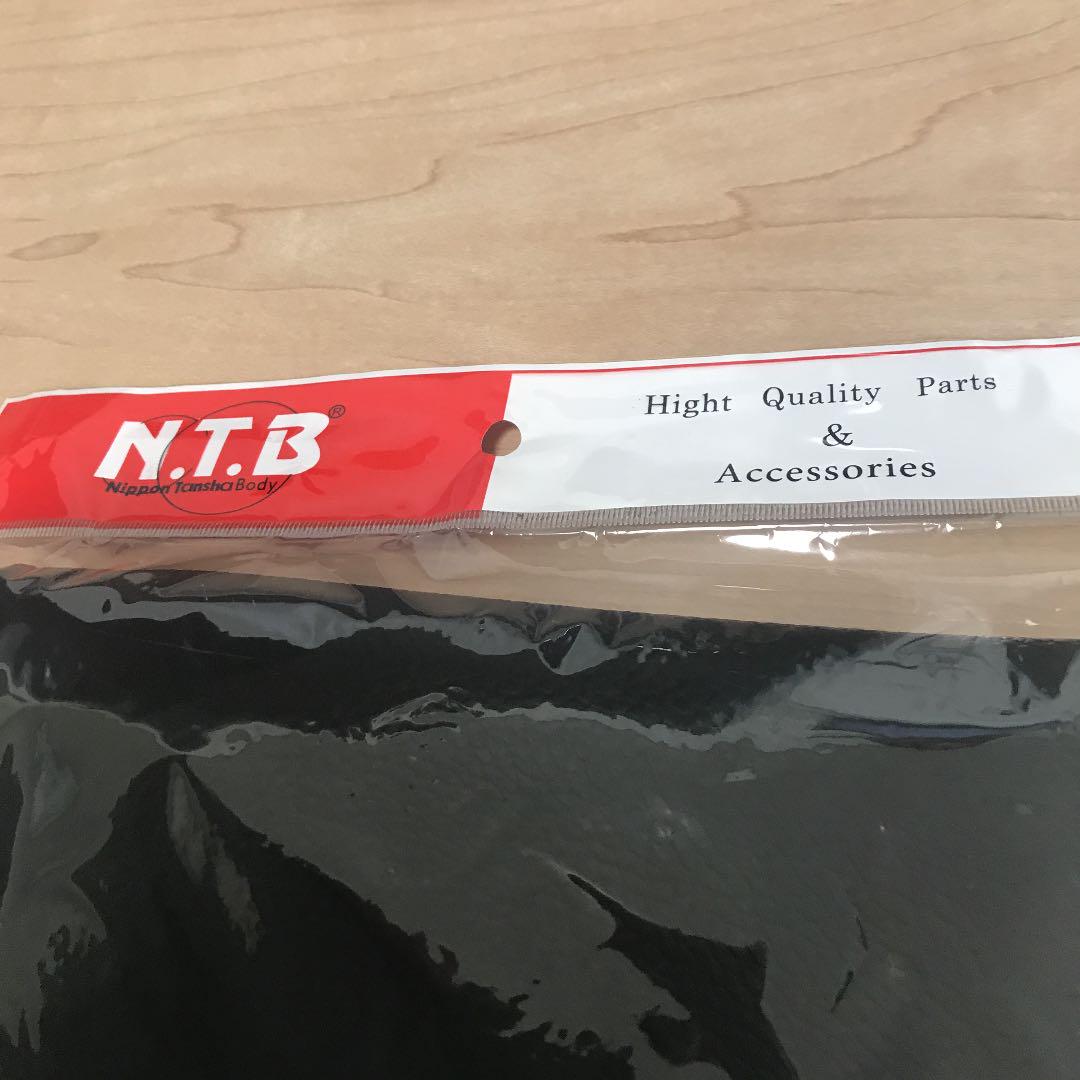 N.T.B®
Nippon Tansha Body
Hight Quality Parts
&
Accessories